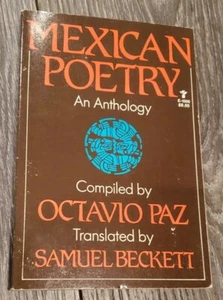 MEXICAN
POETRY
An Anthology
Compiled by
OCTAVIO PAZ
Translated by
SAMUEL BECKETT